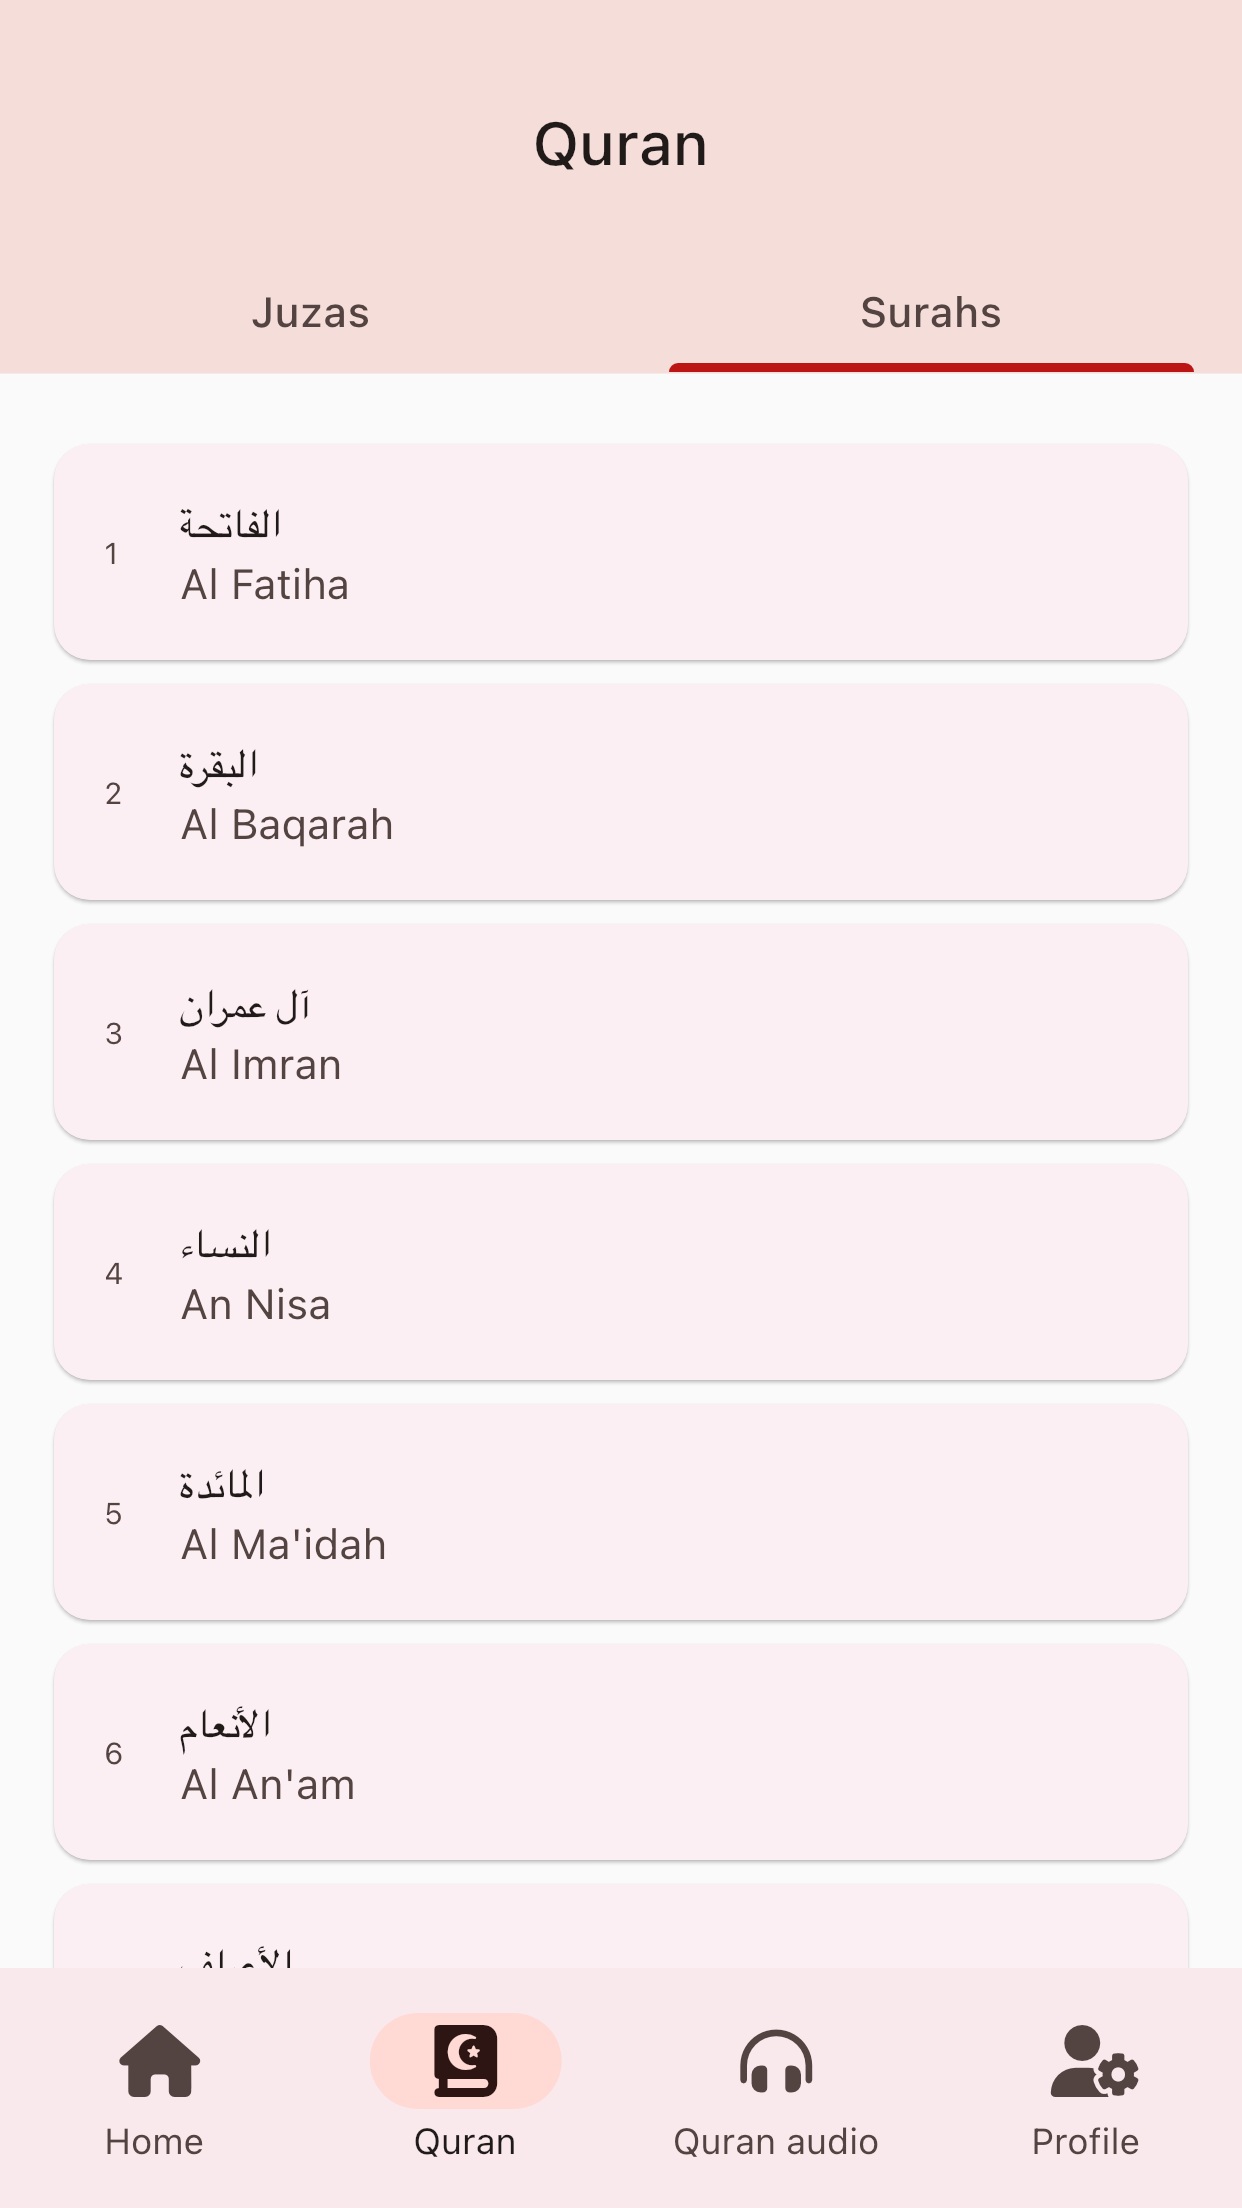 Quran
Juzas
Surahs
1
الفاتحة
Al Fatiha
2
البقرة
Al Baqarah
3
آل عمران
Al Imran
4
النساء
An Nisa
5
المائدة
Al Ma'idah
6
الأنعام
Al An'am
Home
Quran
Quran audio
Profile